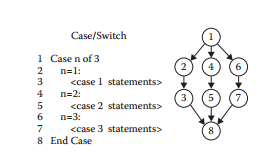 Case/Switch
1 Case n of 3
2 n=1:
3 <case 1 statements>
4 n=2:
5 <case 2 statements>
6 n=3:
7 <case 3 statements>
8 End Case
1
2 4 6
3 5 7
8